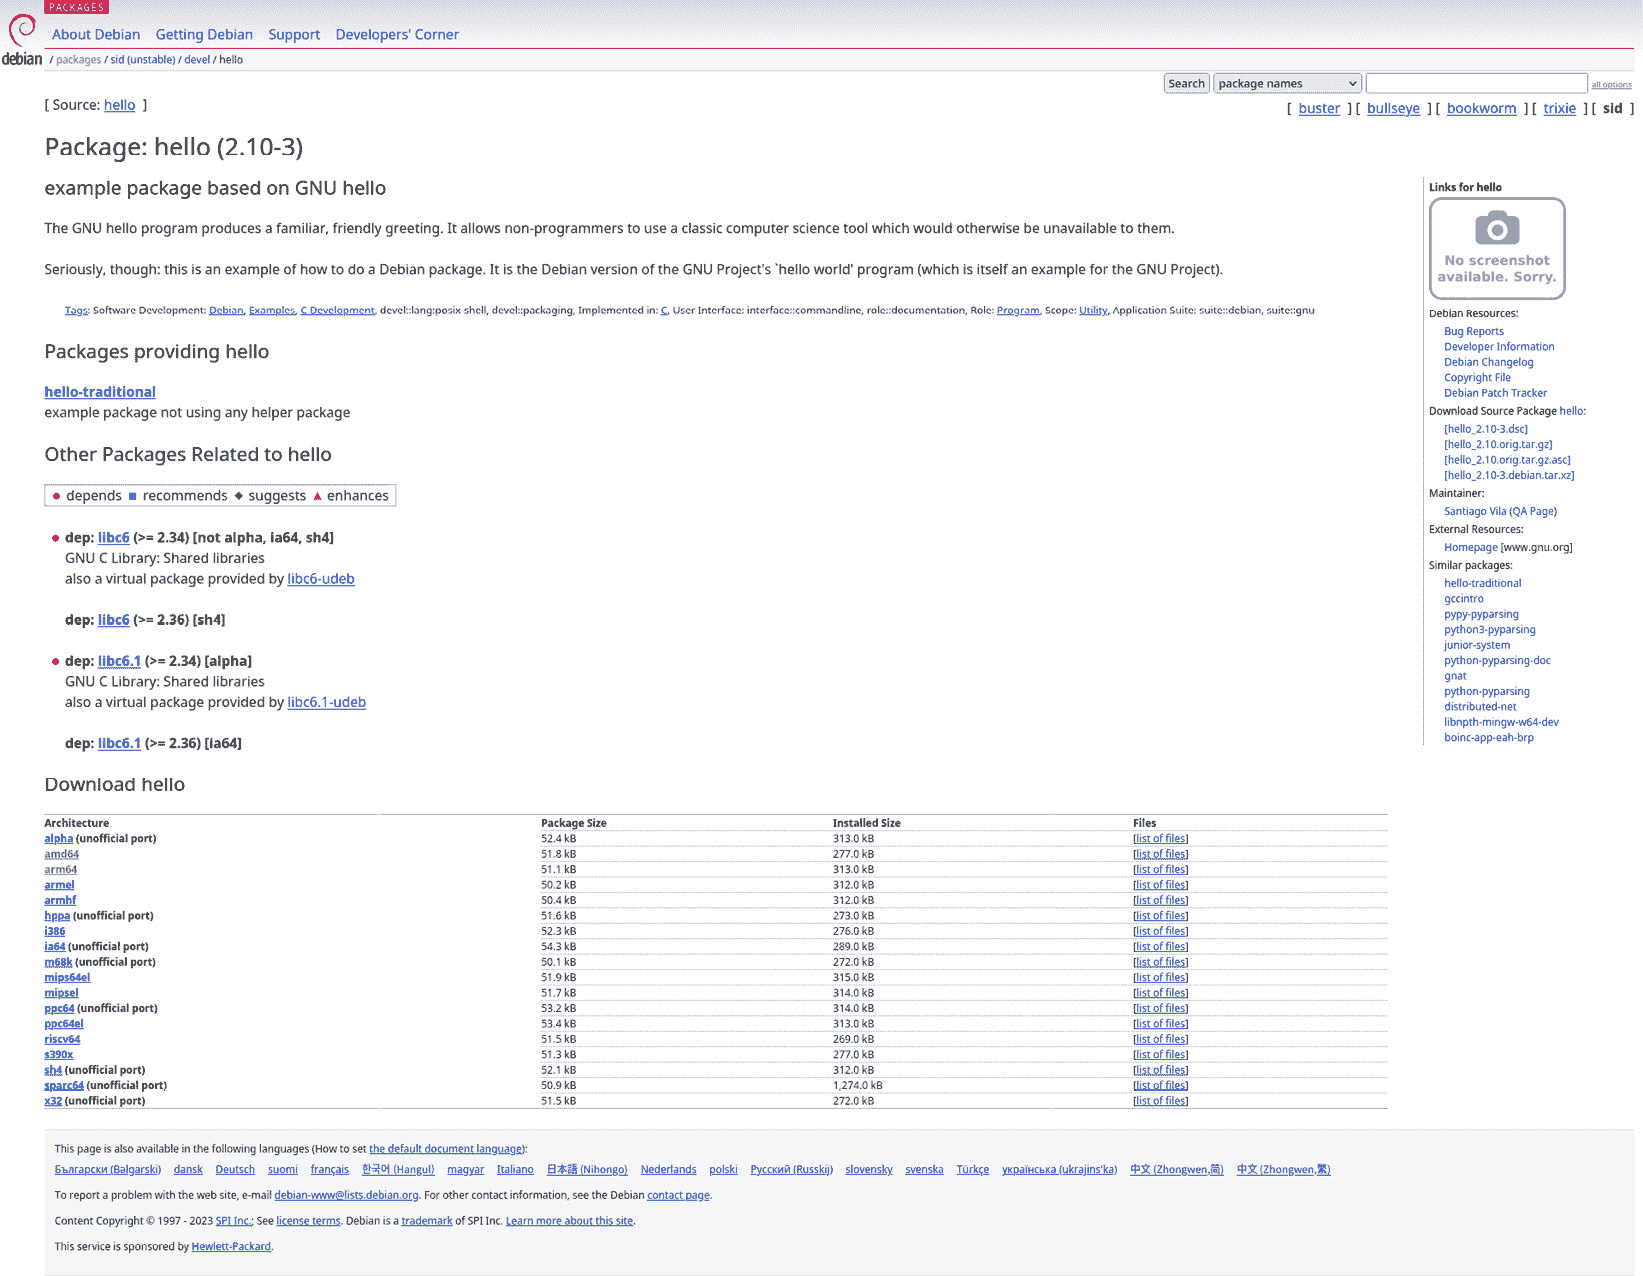 PACKAGES
About Debian Getting Debian Support Developers' Corner
debian / packages / sid (unstable) / devel / hello
Search package names all options
[ Source: hello ]
[ buster ] [ bullseye ] [ bookworm ] [ trixie ] [ sid ]
Package: hello (2.10-3)
example package based on GNU hello
The GNU hello program produces a familiar, friendly greeting. It allows non-programmers to use a classic computer science tool which would otherwise be unavailable to them.
Seriously, though: this is an example of how to do a Debian package. It is the Debian version of the GNU Project's `hello world' program (which is itself an example for the GNU Project).
Tags: Software Development: Debian, Examples, C Development, devel::lang:posix-shell, devel::packaging, Implemented in: C, User Interface: interface::commandline, role::documentation, Role: Program, Scope: Utility, Application Suite: suite::debian, suite::gnu
Packages providing hello
hello-traditional
example package not using any helper package
Other Packages Related to hello
depends recommends suggests enhances
dep: libc6 (>= 2.34) [not alpha, ia64, sh4]
GNU C Library: Shared libraries
also a virtual package provided by libc6-udeb
dep: libc6 (>= 2.36) [sh4]
dep: libc6.1 (>= 2.34) [alpha]
GNU C Library: Shared libraries
also a virtual package provided by libc6.1-udeb
dep: libc6.1 (>= 2.36) [ia64]
Links for hello
No screenshot
available. Sorry.
Debian Resources:
Bug Reports
Developer Information
Debian Changelog
Copyright File
Debian Patch Tracker
Download Source Package hello:
[hello_2.10-3.dsc]
[hello_2.10.orig.tar.gz]
[hello_2.10.orig.tar.gz.asc]
[hello_2.10-3.debian.tar.xz]
Maintainer:
Santiago Vila (QA Page)
External Resources:
Homepage [www.gnu.org]
Similar packages:
hello-traditional
gccintro
pypy-pyparsing
python3-pyparsing
junior-system
python-pyparsing-doc
gnat
python-pyparsing
distributed-net
libnpth-mingw-w64-dev
boinc-app-eah-brp
Download hello
Architecture Package Size Installed Size Files
alpha (unofficial port) 52.4 kB 313.0 kB [list of files]
amd64 51.8 kB 277.0 kB [list of files]
arm64 51.1 kB 313.0 kB [list of files]
armel 50.2 kB 312.0 kB [list of files]
armhf 50.4 kB 312.0 kB [list of files]
hppa (unofficial port) 51.6 kB 273.0 kB [list of files]
i386 52.3 kB 276.0 kB [list of files]
ia64 (unofficial port) 54.3 kB 289.0 kB [list of files]
m68k (unofficial port) 50.1 kB 272.0 kB [list of files]
mips64el 51.9 kB 315.0 kB [list of files]
mipsel 51.7 kB 314.0 kB [list of files]
ppc64 (unofficial port) 53.2 kB 314.0 kB [list of files]
ppc64el 53.4 kB 313.0 kB [list of files]
riscv64 51.5 kB 269.0 kB [list of files]
s390x 51.3 kB 277.0 kB [list of files]
sh4 (unofficial port) 52.1 kB 312.0 kB [list of files]
sparc64 (unofficial port) 50.9 kB 1,274.0 kB [list of files]
x32 (unofficial port) 51.5 kB 272.0 kB [list of files]
This page is also available in the following languages (How to set the default document language):
Български (Bəlgarski) dansk Deutsch suomi français 한국어 (Hangul) magyar Italiano 日本語 (Nihongo) Nederlands polski Русский (Russkij) slovensky svenska Türkçe українська (ukrajins'ka) 中文 (Zhongwen,简) 中文 (Zhongwen,繁)
To report a problem with the web site, e-mail debian-www@lists.debian.org. For other contact information, see the Debian contact page.
Content Copyright © 1997 - 2023 SPI Inc.; See license terms. Debian is a trademark of SPI Inc. Learn more about this site.
This service is sponsored by Hewlett-Packard.